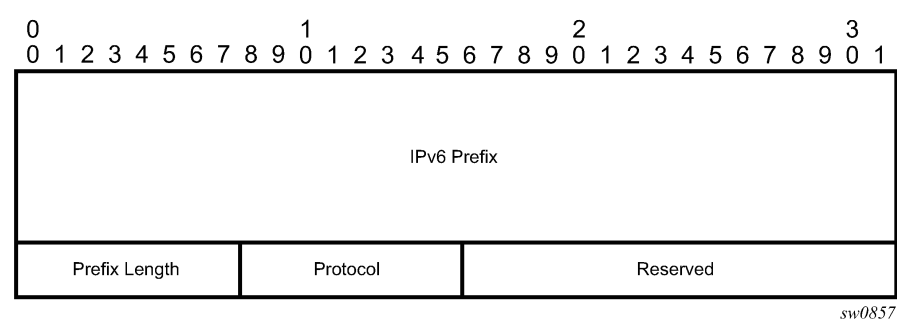 0 1 2 3
0 1 2 3 4 5 6 7 8 9 0 1 2 3 4 5 6 7 8 9 0 1 2 3 4 5 6 7 8 9 0 1
IPv6 Prefix
Prefix Length Protocol Reserved
sw0857